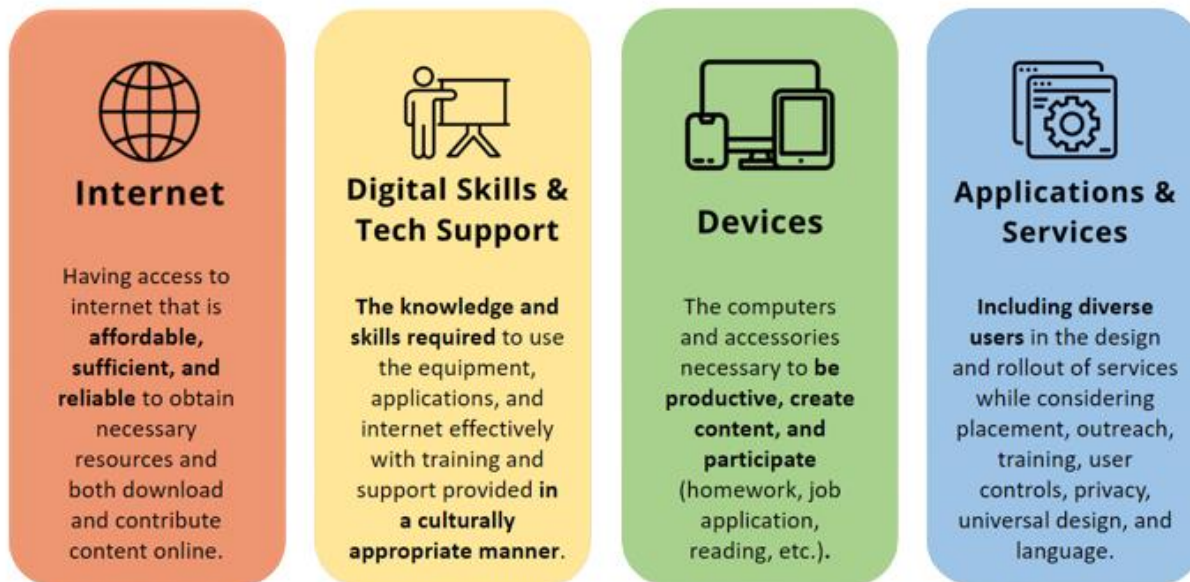 Internet
Having access to
internet that is
affordable,
sufficient, and
reliable to obtain
necessary
resources and
both download
and contribute
content online.
Digital Skills &
Tech Support
The knowledge and
skills required to use
the equipment,
applications, and
internet effectively
with training and
support provided in
a culturally
appropriate manner.
Devices
The computers
and accessories
necessary to be
productive, create
content, and
participate
(homework, job
application,
reading, etc.).
Applications &
Services
Including diverse
users in the design
and rollout of services
while considering
placement, outreach,
training, user
controls, privacy,
universal design, and
language.